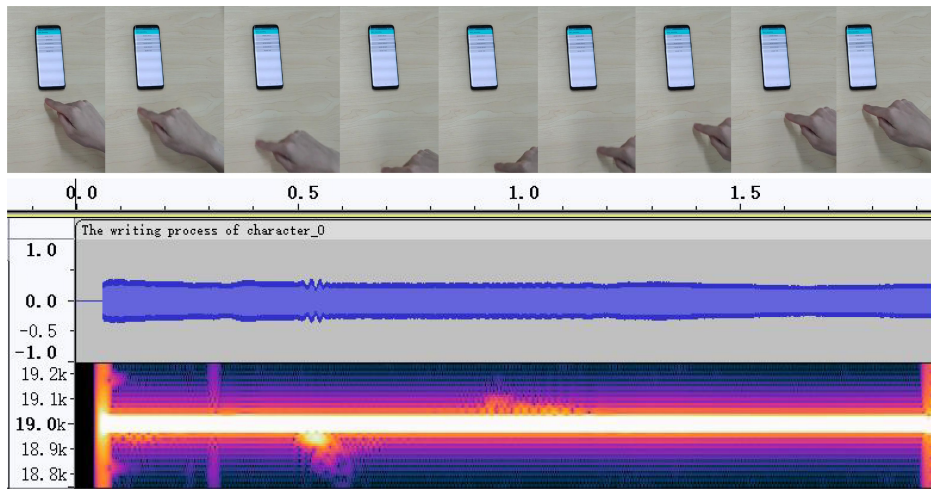 0.0 0.5 1.0 1.5
The writing process of character_0
1.0
0.0
-0.5
-1.0
19.2k
19.1k
19.0k
18.9k
18.8k